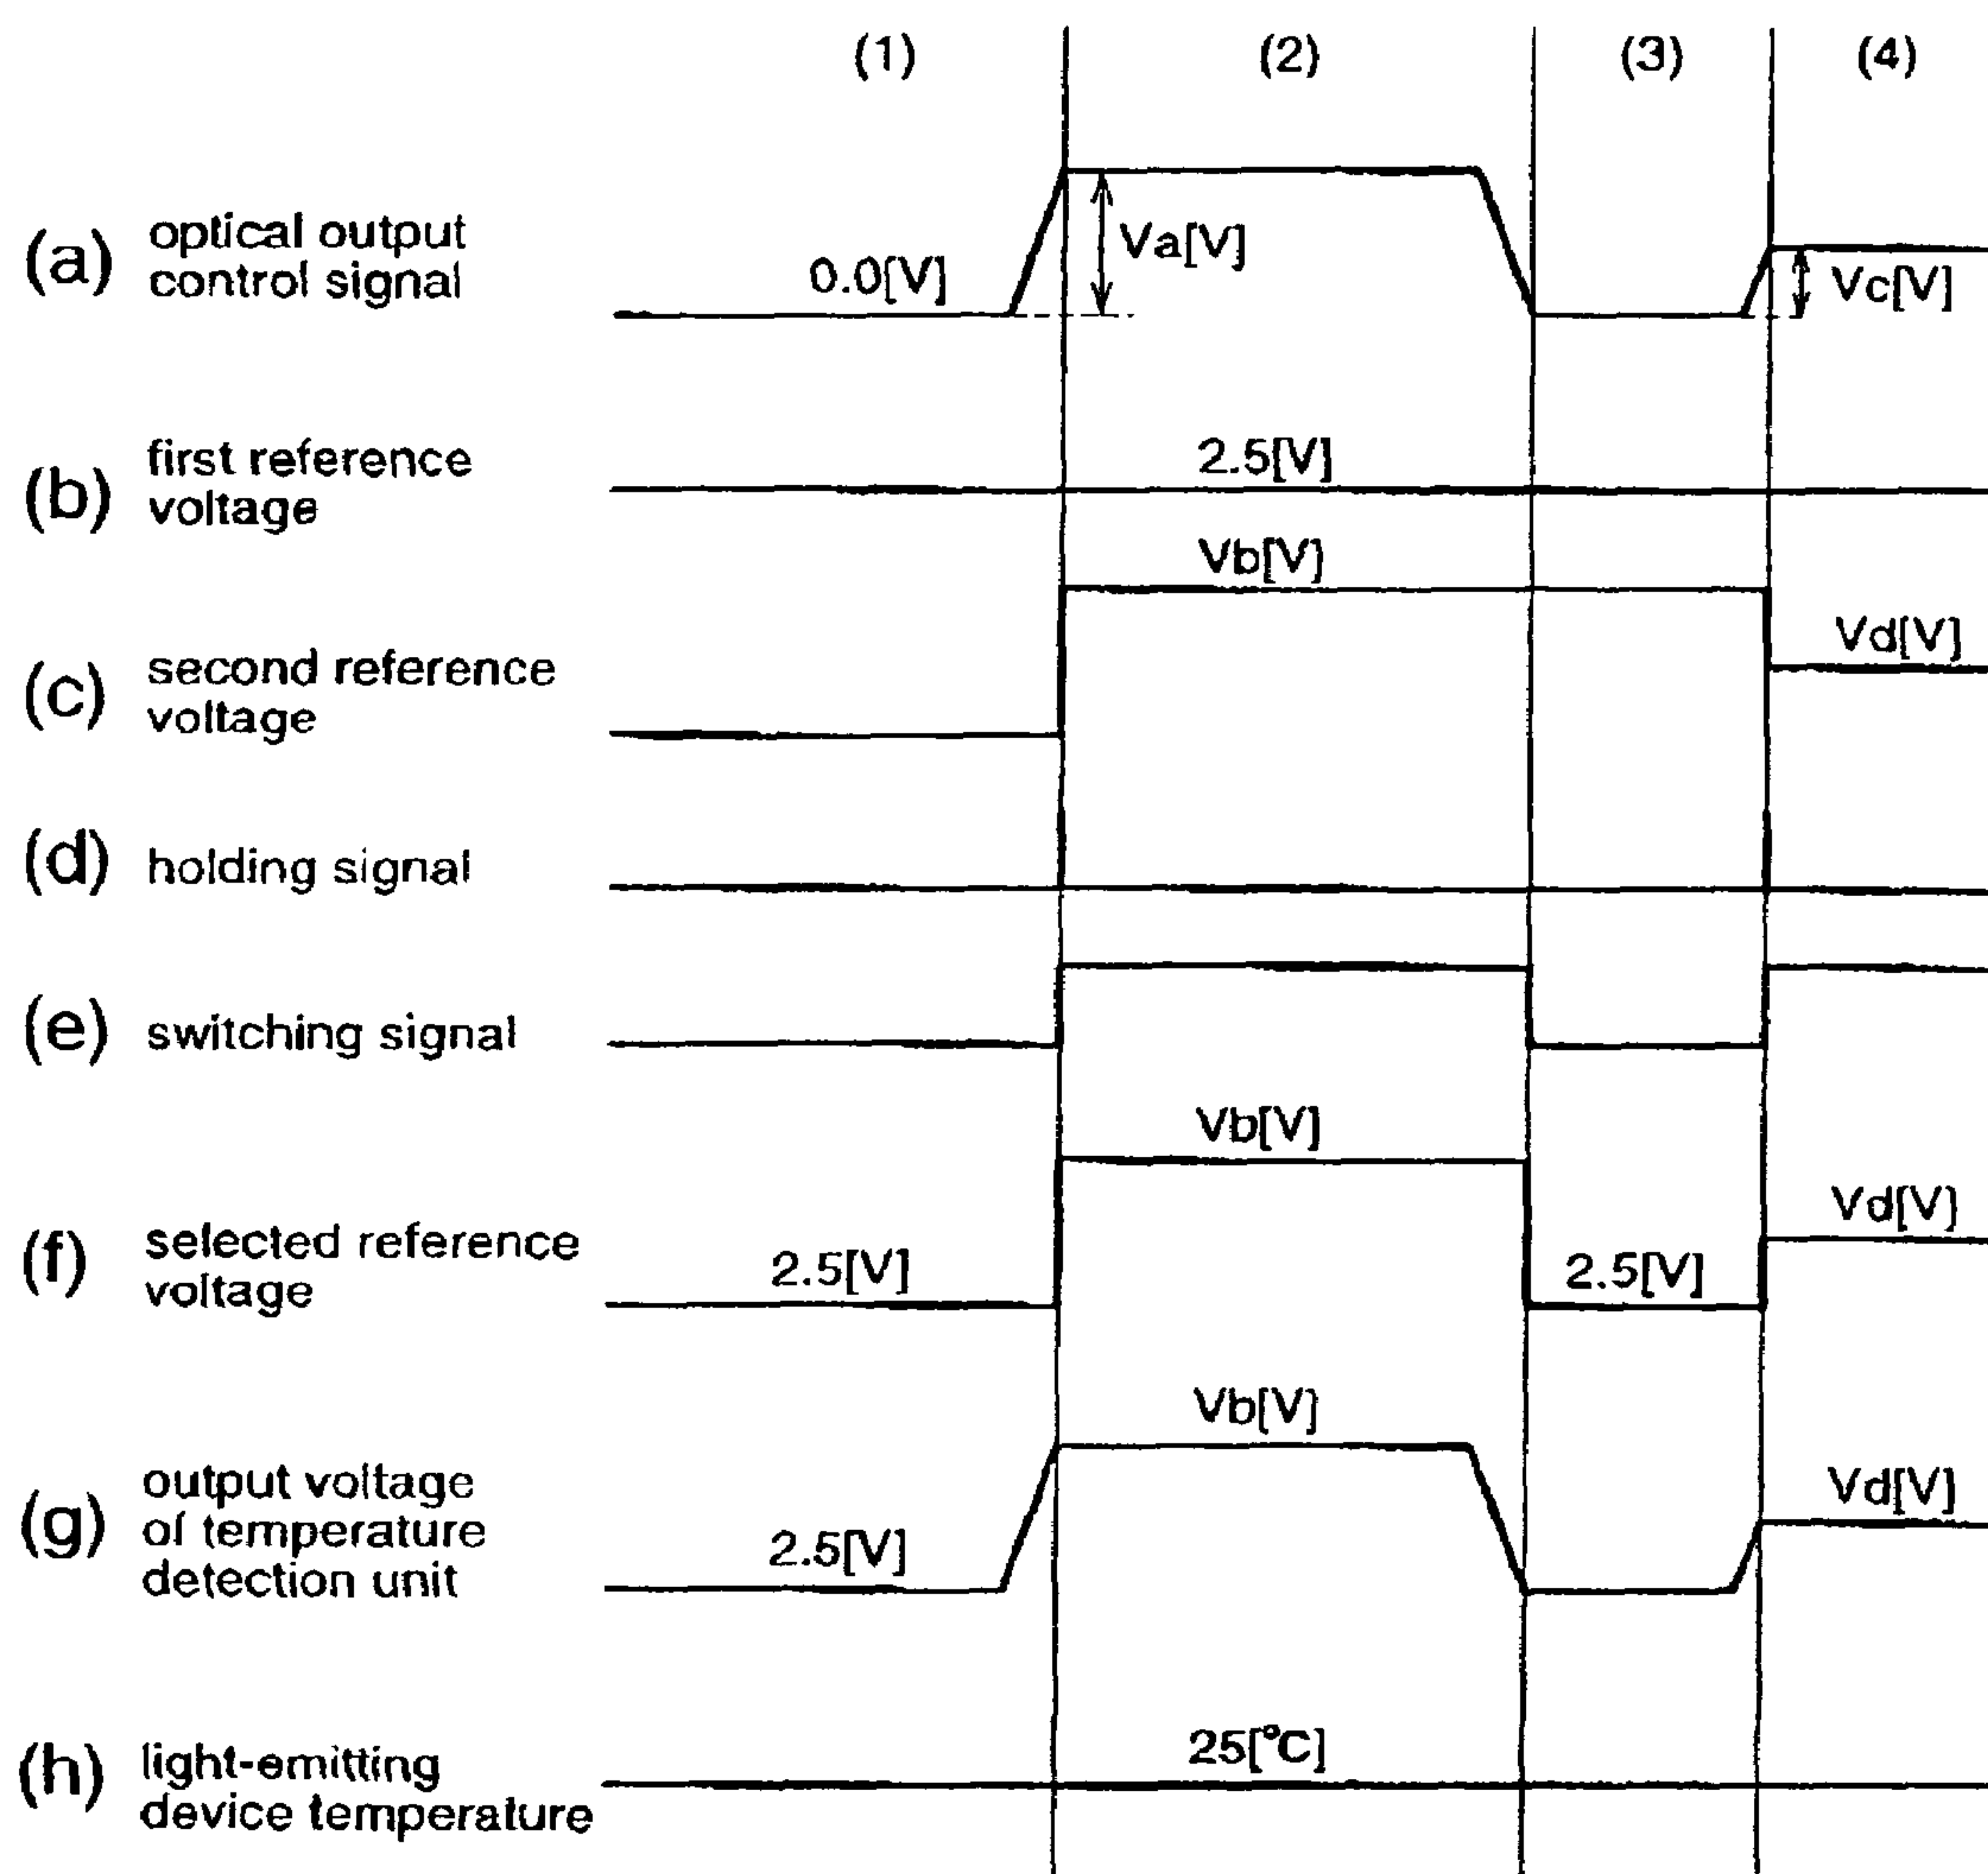 (1) (2) (3) (4)
(a) optical output
control signal
0.0[V]
Va[V]
Vc[V]
(b) first reference
voltage
2.5[V]
(c) second reference
voltage
Vb[V]
Vd[V]
(d) holding signal
(e) switching signal
(f) selected reference
voltage
2.5[V]
Vb[V]
2.5[V]
Vd[V]
(g) output voltage
of temperature
detection unit
2.5[V]
Vb[V]
Vd[V]
(h) light-emitting
device temperature
25[°C]